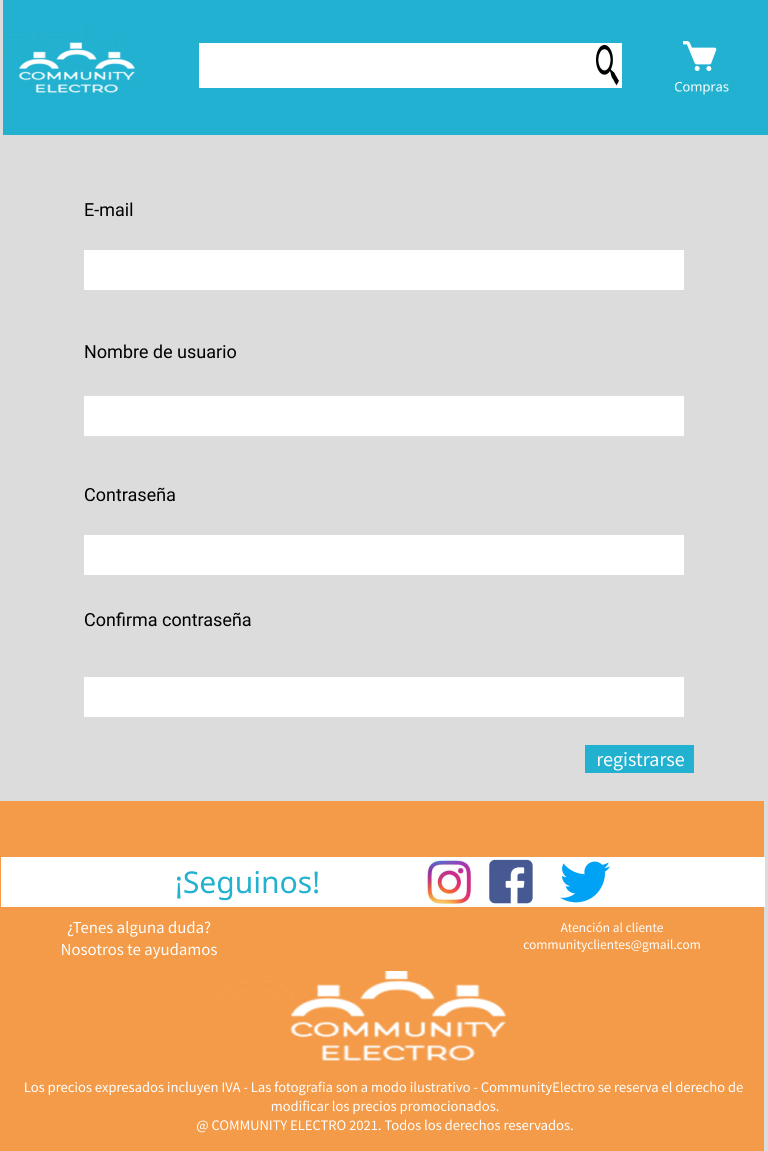 COMMUNITY
ELECTRO
Compras
E-mail
Nombre de usuario
Contraseña
Confirma contraseña
registrarse
¡Seguinos!
¿Tenes alguna duda?
Nosotros te ayudamos
Atención al cliente
communityclientes@gmail.com
COMMUNITY
ELECTRO
Los precios expresados incluyen IVA - Las fotografia son a modo ilustrativo - CommunityElectro se reserva el derecho de
modificar los precios promocionados.
@ COMMUNITY ELECTRO 2021. Todos los derechos reservados.